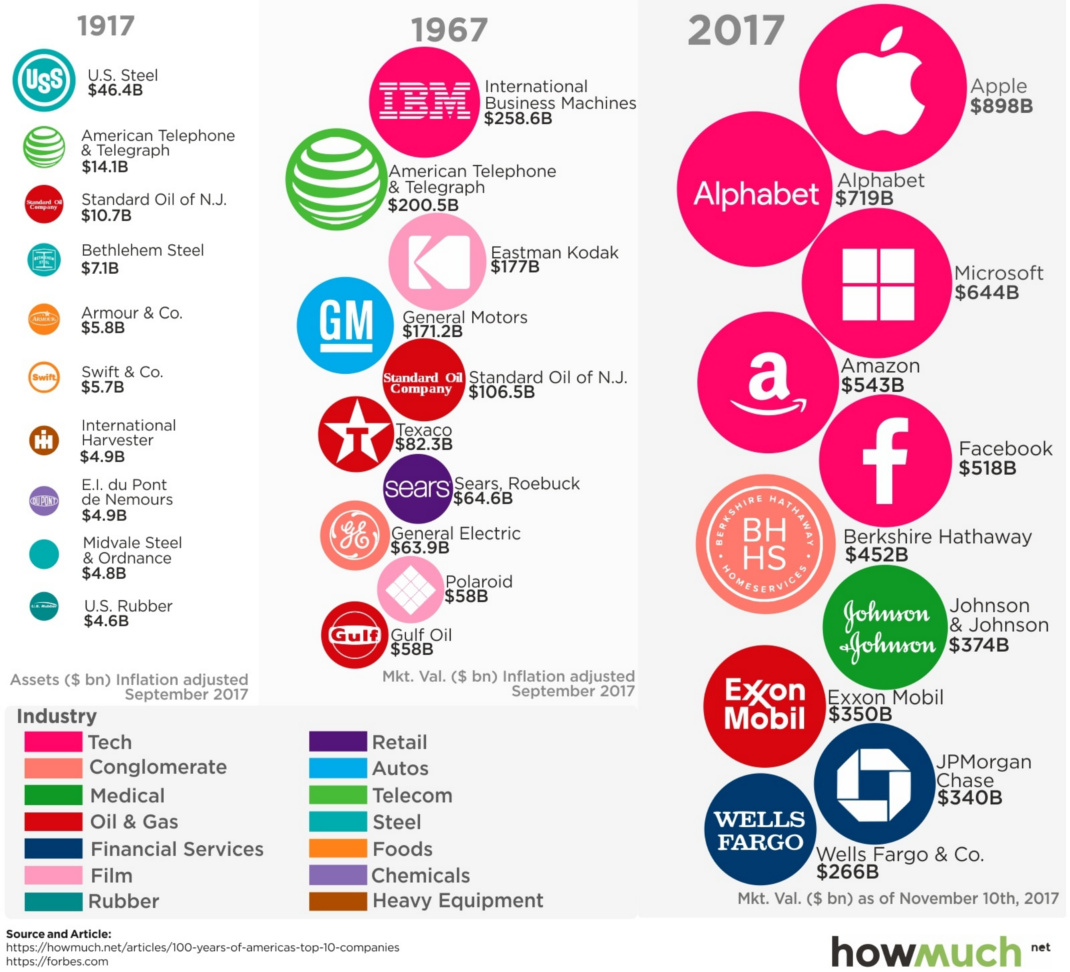 1917
USS
U.S. Steel
$46.4B
American Telephone
& Telegraph
$14.1B
Standard Oil
Company
Standard Oil of N.J.
$10.7B
Bethlehem Steel
$7.1B
Armour
Armour & Co.
$5.8B
Swift
Swift & Co.
$5.7B
International
Harvester
$4.9B
DU PONT
E.I. du Pont
de Nemours
$4.9B
Midvale Steel
& Ordnance
$4.8B
U.S. Rubber
U.S. Rubber
$4.6B
Assets ($ bn) Inflation adjusted
September 2017
1967
IBM
International
Business Machines
$258.6B
American Telephone
& Telegraph
$200.5B
Eastman Kodak
$177B
GM
General Motors
$171.2B
Standard Oil
Company
Standard Oil of N.J.
$106.5B
T
Texaco
$82.3B
sears
Sears, Roebuck
$64.6B
GE
General Electric
$63.9B
Polaroid
$58B
Gulf
Gulf Oil
$58B
Mkt. Val. ($ bn) Inflation adjusted
September 2017
2017
Apple
$898B
Alphabet
Alphabet
$719B
Microsoft
$644B
a
Amazon
$543B
f
Facebook
$518B
BERKSHIRE HATHAWAY
BH
HS
HOMESERVICES
Berkshire Hathaway
$452B
Johnson
&Johnson
Johnson
& Johnson
$374B
Exxon
Mobil
Exxon Mobil
$350B
JPMorgan
Chase
$340B
WELLS
FARGO
Wells Fargo & Co.
$266B
Mkt. Val. ($ bn) as of November 10th, 2017
Industry
Tech
Conglomerate
Medical
Oil & Gas
Financial Services
Film
Rubber
Retail
Autos
Telecom
Steel
Foods
Chemicals
Heavy Equipment
Source and Article:
https://howmuch.net/articles/100-years-of-americas-top-10-companies
https://forbes.com
howmuch net